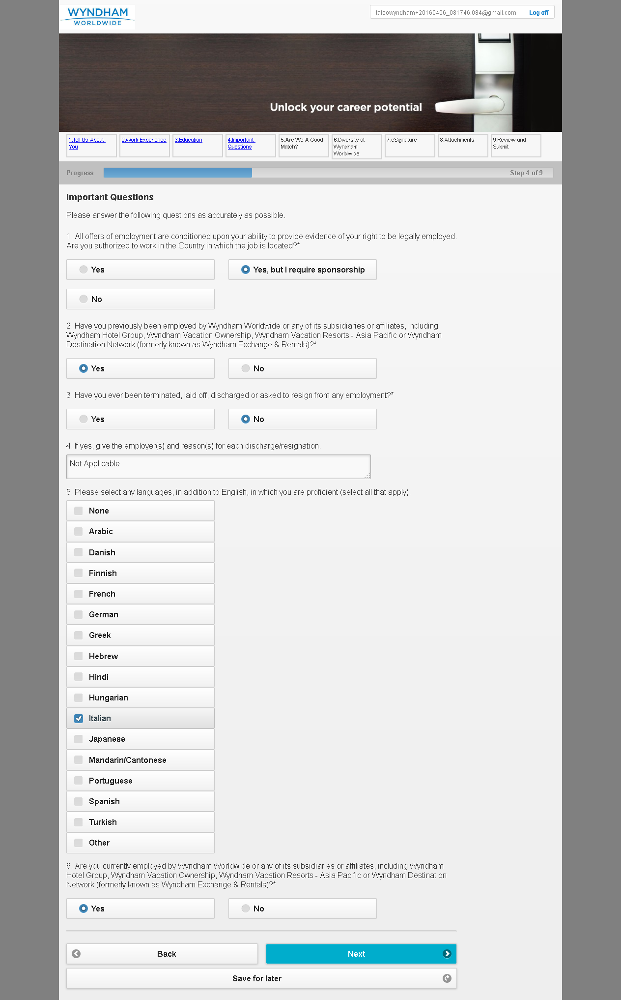 WYNDHAM
WORLDWIDE
taleowyndham+20160406_081746.084@gmail.com
Log off
Unlock your career potential
1.Tell Us About
You
2.Work Experience
3.Education
4.Important
Questions
5.Are We A Good
Match?
6.Diversity at
Wyndham
Worldwide
7.eSignature
8.Attachments
9.Review and
Submit
Progress
Step 4 of 9
Important Questions
Please answer the following questions as accurately as possible.
1. All offers of employment are conditioned upon your ability to provide evidence of your right to be legally employed.
Are you authorized to work in the Country in which the job is located?*
Yes
Yes, but I require sponsorship
No
2. Have you previously been employed by Wyndham Worldwide or any of its subsidiaries or affiliates, including
Wyndham Hotel Group, Wyndham Vacation Ownership, Wyndham Vacation Resorts - Asia Pacific or Wyndham
Destination Network (formerly known as Wyndham Exchange & Rentals)?*
Yes
No
3. Have you ever been terminated, laid off, discharged or asked to resign from any employment?*
Yes
No
4. If yes, give the employer(s) and reason(s) for each discharge/resignation.
Not Applicable
5. Please select any languages, in addition to English, in which you are proficient (select all that apply).
None
Arabic
Danish
Finnish
French
German
Greek
Hebrew
Hindi
Hungarian
Italian
Japanese
Mandarin/Cantonese
Portuguese
Spanish
Turkish
Other
6. Are you currently employed by Wyndham Worldwide or any of its subsidiaries or affiliates, including Wyndham
Hotel Group, Wyndham Vacation Ownership, Wyndham Vacation Resorts - Asia Pacific or Wyndham Destination
Network (formerly known as Wyndham Exchange & Rentals)?*
Yes
No
Back
Next
Save for later